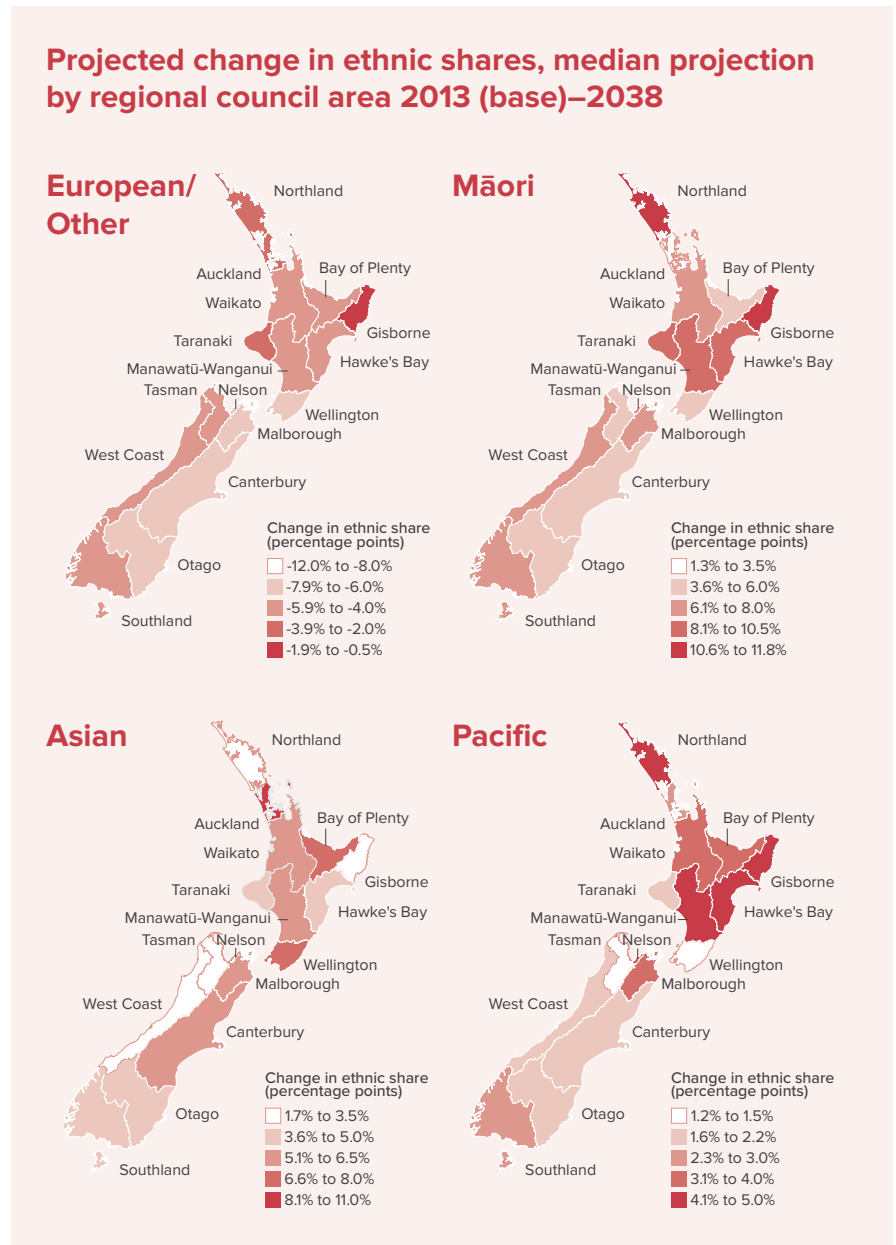 Projected change in ethnic shares, median projection
by regional council area 2013 (base)–2038
European/
Other
Northland
Auckland
Bay of Plenty
Waikato
Gisborne
Taranaki
Hawke's Bay
Manawatū-Wanganui
Tasman
Nelson
Wellington
Malborough
West Coast
Canterbury
Otago
Southland
Change in ethnic share
(percentage points)
-12.0% to -8.0%
-7.9% to -6.0%
-5.9% to -4.0%
-3.9% to -2.0%
-1.9% to -0.5%
Māori
Northland
Auckland
Bay of Plenty
Waikato
Gisborne
Taranaki
Hawke's Bay
Manawatū-Wanganui
Tasman
Nelson
Wellington
Malborough
West Coast
Canterbury
Otago
Southland
Change in ethnic share
(percentage points)
1.3% to 3.5%
3.6% to 6.0%
6.1% to 8.0%
8.1% to 10.5%
10.6% to 11.8%
Asian
Northland
Auckland
Bay of Plenty
Waikato
Gisborne
Taranaki
Hawke's Bay
Manawatū-Wanganui
Tasman
Nelson
Wellington
Malborough
West Coast
Canterbury
Otago
Southland
Change in ethnic share
(percentage points)
1.7% to 3.5%
3.6% to 5.0%
5.1% to 6.5%
6.6% to 8.0%
8.1% to 11.0%
Pacific
Northland
Auckland
Bay of Plenty
Waikato
Gisborne
Taranaki
Hawke's Bay
Manawatū-Wanganui
Tasman
Nelson
Wellington
Malborough
West Coast
Canterbury
Otago
Southland
Change in ethnic share
(percentage points)
1.2% to 1.5%
1.6% to 2.2%
2.3% to 3.0%
3.1% to 4.0%
4.1% to 5.0%